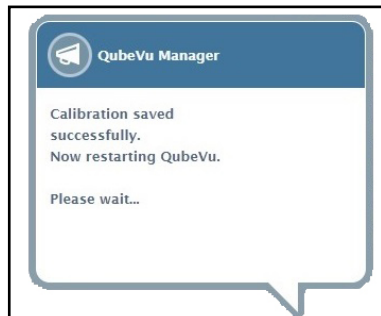 QubeVu Manager
Calibration saved
successfully.
Now restarting QubeVu.
Please wait...